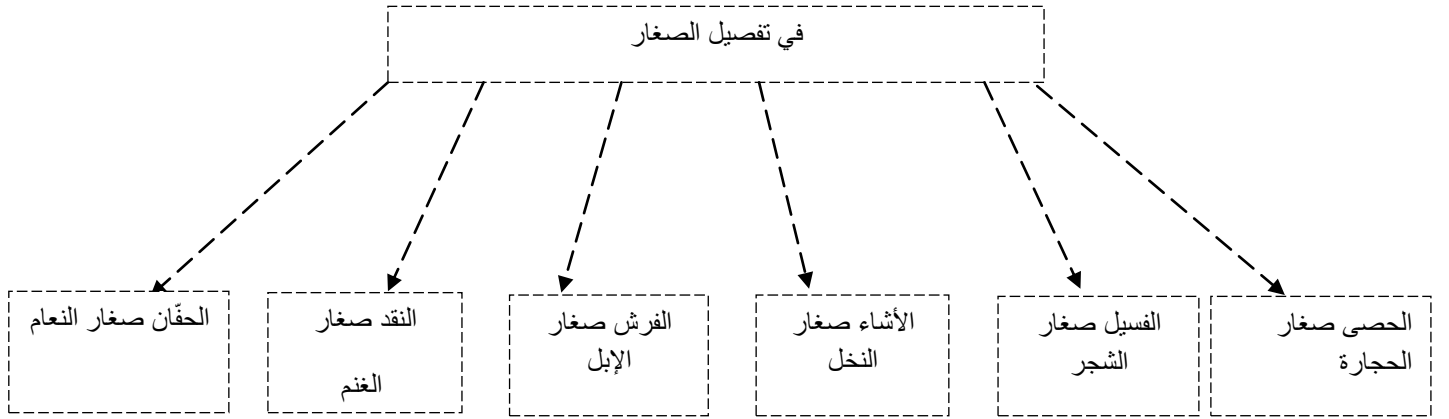 في تفصيل الصغار
الحصى صغار
الحجارة
الفسيل صغار
الشجر
الأشاء صغار
النخل
الفرش صغار
الإبل
النقد صغار
الغنم
الحفّان صغار النعام